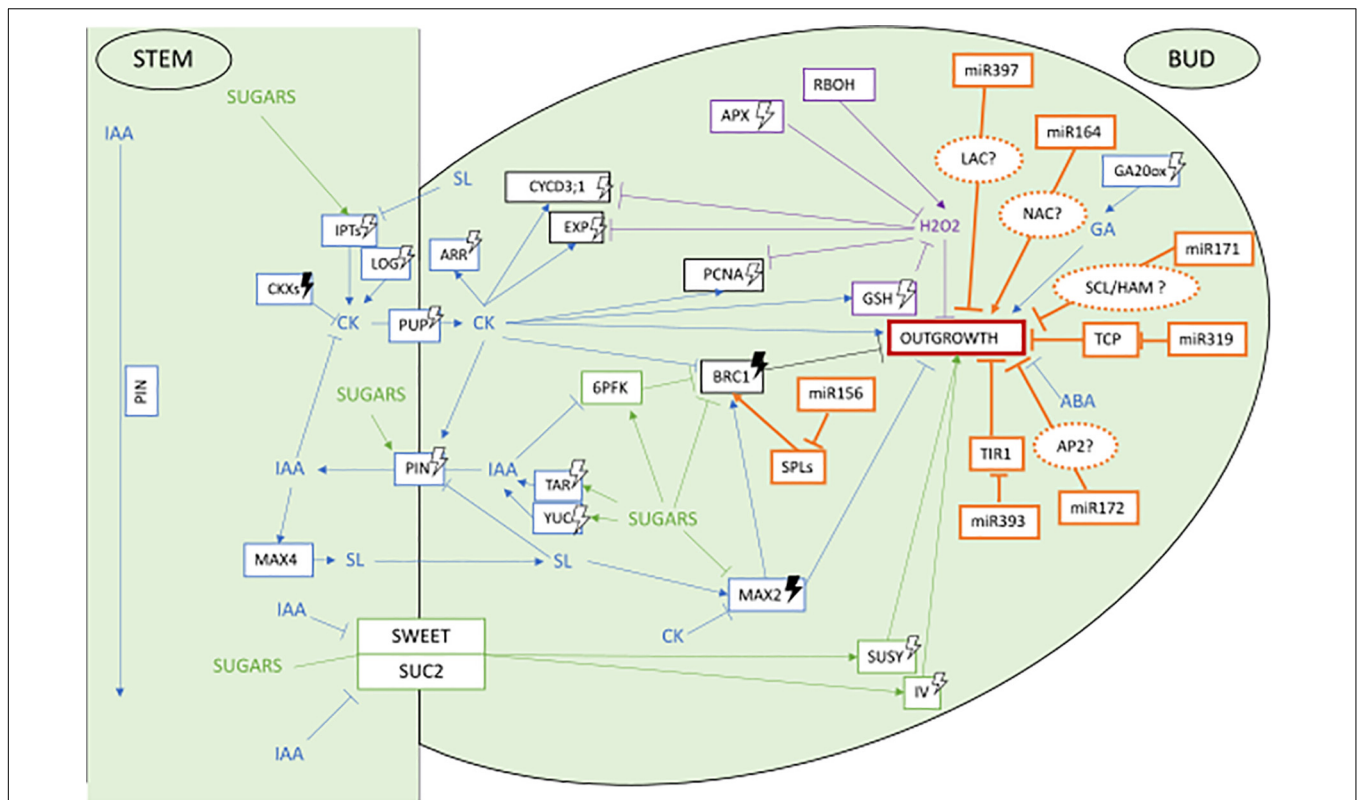 STEM
BUD
SUGARS
IAA
SL
IPTs
LOG
CKXs
CK
PUP
CK
ARR
CYCD3;1
EXP
APX
RBOH
miR397
LAC?
miR164
NAC?
GA20ox
GA
miR171
SCL/HAM ?
H2O2
PCNA
GSH
OUTGROWTH
TCP
miR319
PIN
SUGARS
6PFK
BRC1
miR156
SPLs
ABA
AP2?
TIR1
miR172
miR393
IAA
PIN
IAA
TAR
YUC
SUGARS
MAX4
SL
SL
MAX2
CK
IAA
SWEET
SUC2
SUGARS
SUSY
IV
IAA